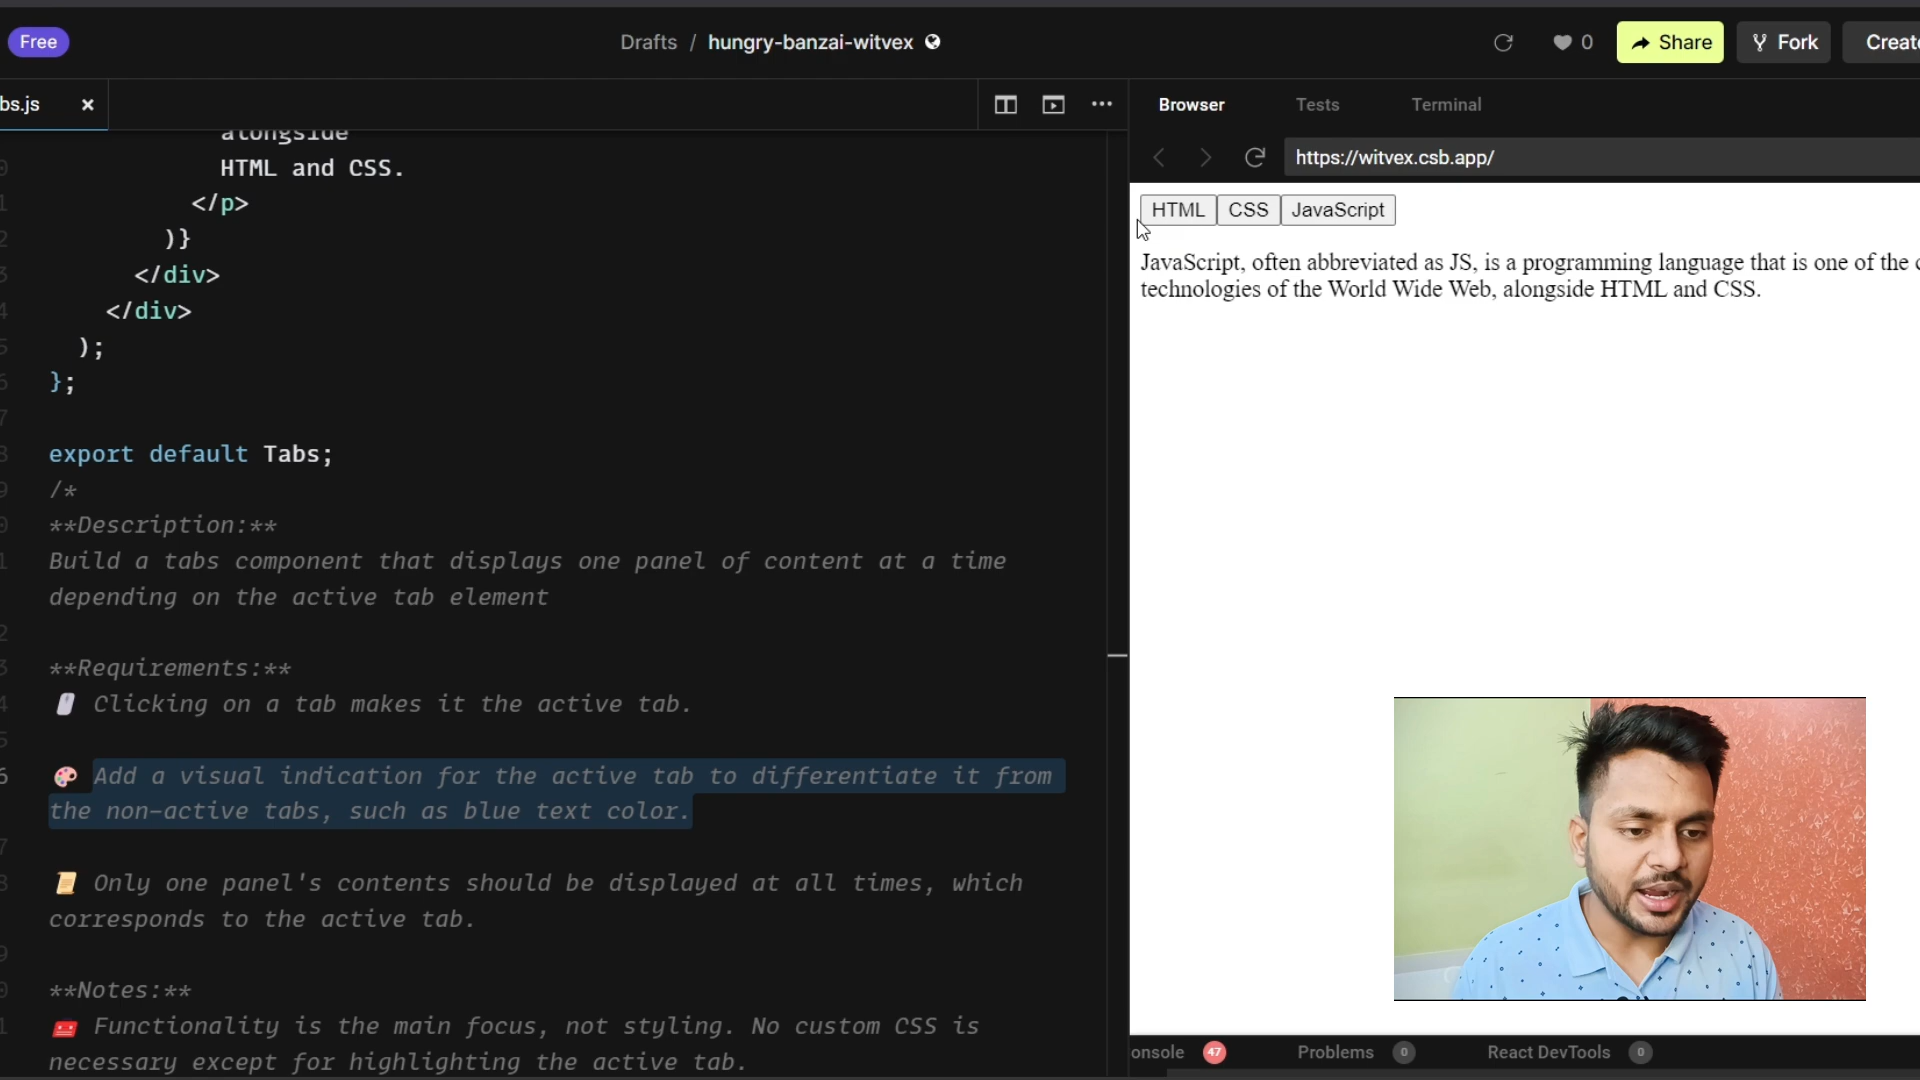 Free
Drafts / hungry-banzai-witvex
0
Share
Fork
bs.js
Browser
Tests
Terminal
https://witvex.csb.app/
alongside
HTML and CSS.
</p>
)}
</div>
</div>
);
};
export default Tabs;
/*
**Description:**
Build a tabs component that displays one panel of content at a time
depending on the active tab element
**Requirements:**
Clicking on a tab makes it the active tab.
Add a visual indication for the active tab to differentiate it from
the non-active tabs, such as blue text color.
Only one panel's contents should be displayed at all times, which
corresponds to the active tab.
**Notes:**
Functionality is the main focus, not styling. No custom CSS is
necessary except for highlighting the active tab.
HTML
CSS
JavaScript
JavaScript, often abbreviated as JS, is a programming language that is one of the
technologies of the World Wide Web, alongside HTML and CSS.
onsole 47
Problems 0
React DevTools 0